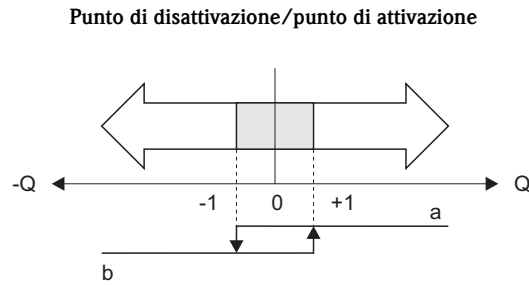 Punto di disattivazione/punto di attivazione
-Q Q
-1 0 +1
a
b